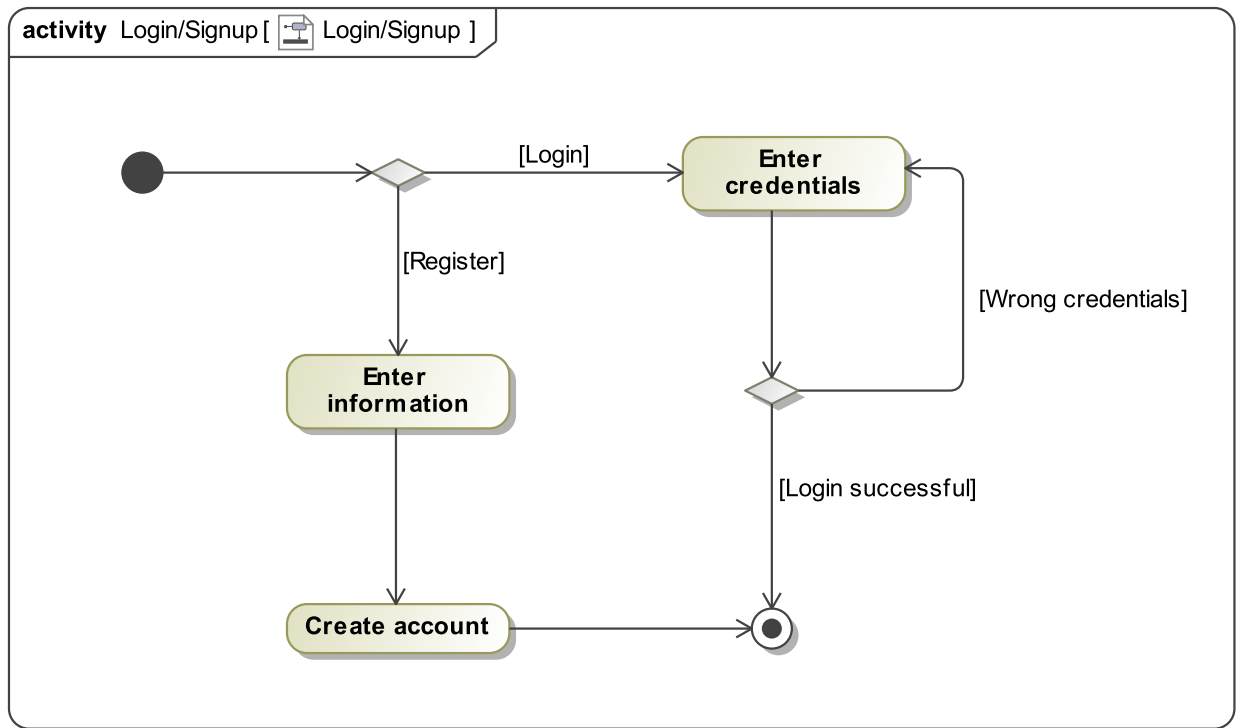 activity Login/Signup [ Login/Signup ]
[Login]
Enter
credentials
[Register]
[Wrong credentials]
Enter
information
[Login successful]
Create account